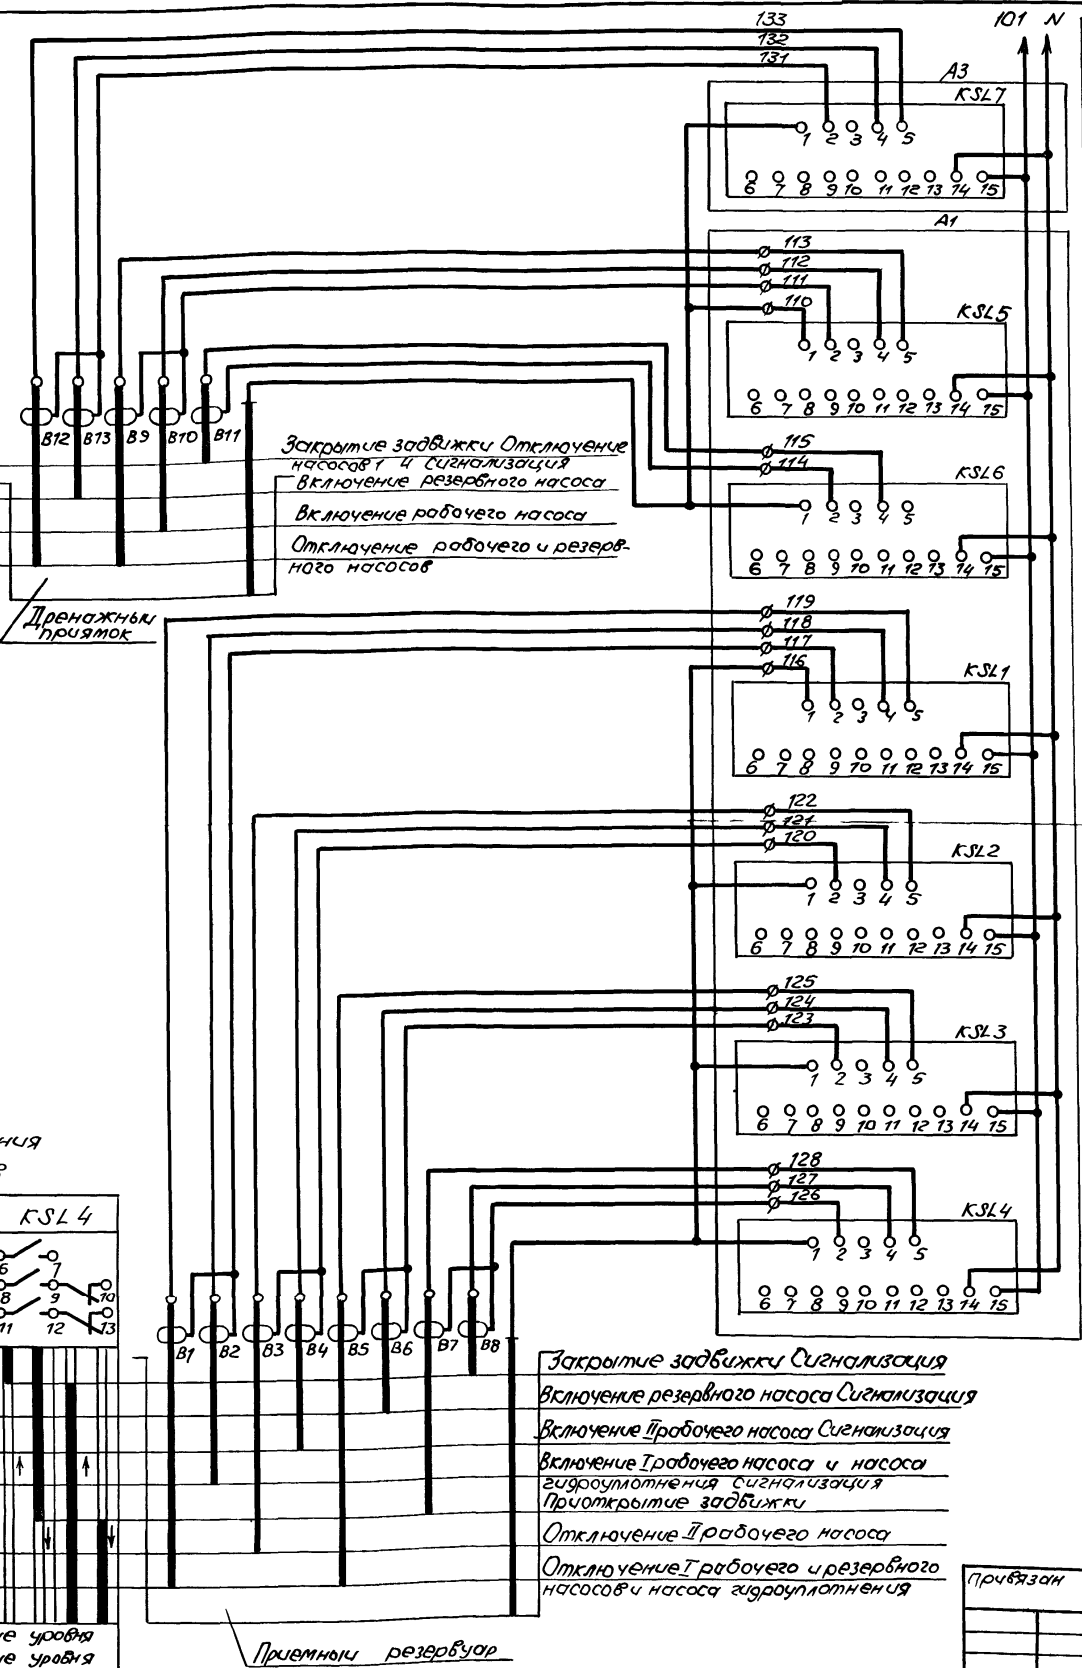 133
132
131
101 N
A3
KSL7
1 2 3 4 5
6 7 8 9 10 11 12 13 14 15
A1
113
112
111
110
KSL5
1 2 3 4 5
6 7 8 9 10 11 12 13 14 15
B12 B13 B9 B10 B11
Закрытие задвижки Отключение
насосов 1 и Сигнализация
Включение резервного насоса
Включение рабочего насоса
Отключение рабочего и резерв-
ного насосов
Дренажный
приямок
115
114
KSL6
1 2 3 4 5
6 7 8 9 10 11 12 13 14 15
119
118
117
116
KSL1
1 2 3 4 5
6 7 8 9 10 11 12 13 14 15
122
121
120
KSL2
1 2 3 4 5
6 7 8 9 10 11 12 13 14 15
125
124
123
KSL3
1 2 3 4 5
6 7 8 9 10 11 12 13 14 15
128
127
126
KSL4
1 2 3 4 5
6 7 8 9 10 11 12 13 14 15
ния
KSL4
6 7
8 9 10
11 12 13
B1 B2 B3 B4 B5 B6 B7 B8
Закрытие задвижки Сигнализация
Включение резервного насоса Сигнализация
Включение II рабочего насоса Сигнализация
Включение I рабочего насоса и насоса
гидроуплотнения Сигнализация
Приоткрытие задвижки
Отключение II рабочего насоса
Отключение I рабочего и резервного
насосов и насоса гидроуплотнения
Приемный резервуар
ие уровня
ие уровня
Привязан